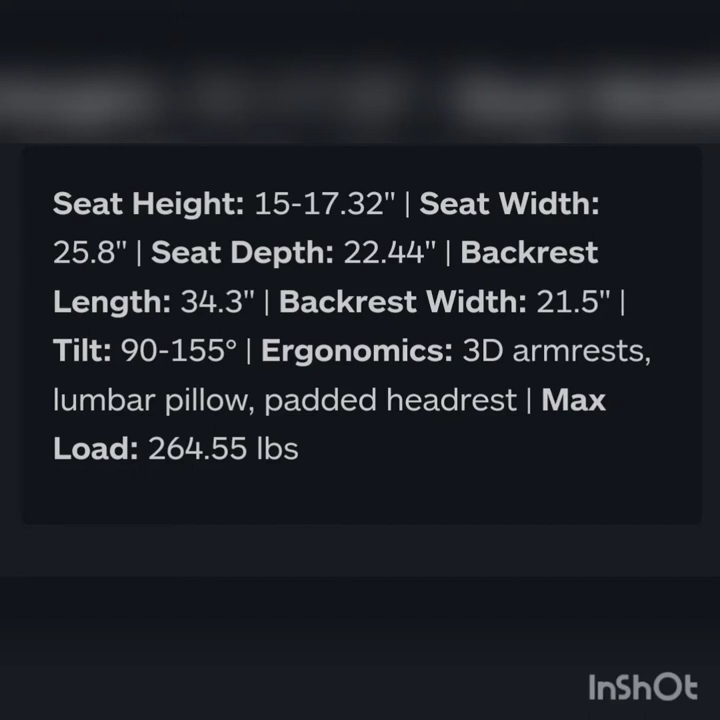 Seat Height: 15-17.32" | Seat Width:
25.8" | Seat Depth: 22.44" | Backrest
Length: 34.3" | Backrest Width: 21.5" |
Tilt: 90-155° | Ergonomics: 3D armrests,
lumbar pillow, padded headrest | Max
Load: 264.55 lbs
InShOt